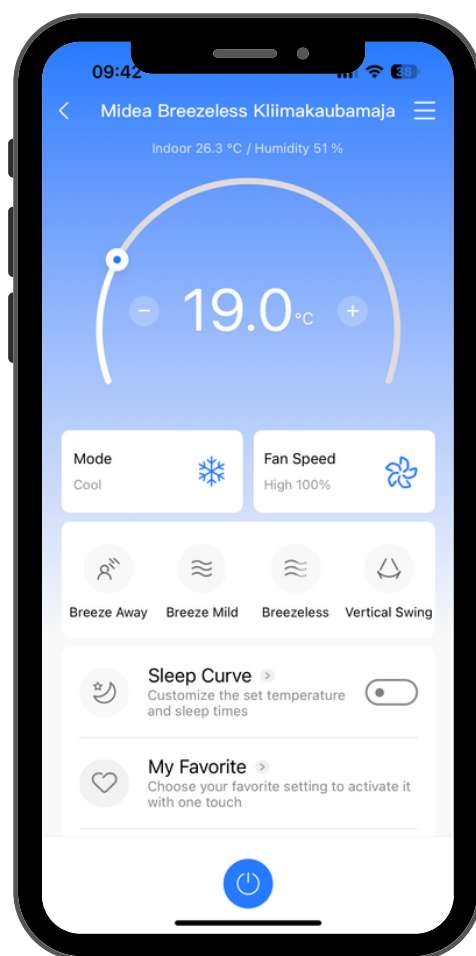 09:42
38
Midea Breezeless Kliimakaubamaja
Indoor 26.3 °C / Humidity 51 %
− 19.0 °C +
Mode
Cool
Fan Speed
High 100%
Breeze Away
Breeze Mild
Breezeless
Vertical Swing
Sleep Curve
Customize the set temperature
and sleep times
My Favorite
Choose your favorite setting to activate it
with one touch